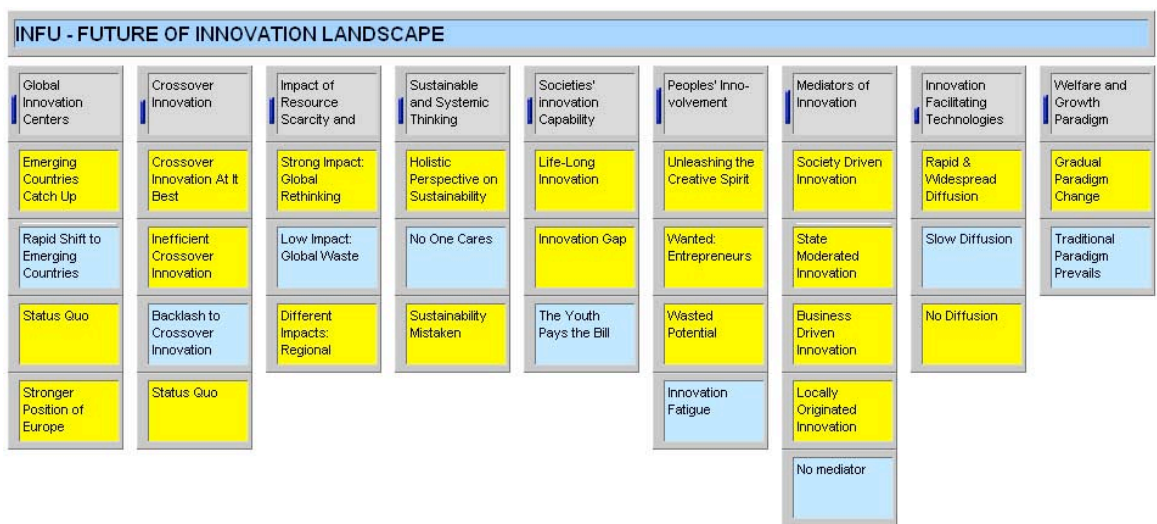 INFU - FUTURE OF INNOVATION LANDSCAPE
Global
Innovation
Centers
Emerging
Countries
Catch Up
Rapid Shift to
Emerging
Countries
Status Quo
Stronger
Position of
Europe
Crossover
Innovation
Crossover
Innovation At It
Best
Inefficient
Crossover
Innovation
Backlash to
Crossover
Innovation
Status Quo
Impact of
Resource
Scarcity and
Strong Impact:
Global
Rethinking
Low Impact:
Global Waste
Different
Impacts:
Regional
Sustainable
and Systemic
Thinking
Holistic
Perspective on
Sustainability
No One Cares
Sustainability
Mistaken
Societies'
innovation
Capability
Life-Long
Innovation
Innovation Gap
The Youth
Pays the Bill
Peoples' Inno-
volvement
Unleashing the
Creative Spirit
Wanted:
Entrepreneurs
Wasted
Potential
Innovation
Fatigue
Mediators of
Innovation
Society Driven
Innovation
State
Moderated
Innovation
Business
Driven
Innovation
Locally
Originated
Innovation
No mediator
Innovation
Facilitating
Technologies
Rapid &
Widespread
Diffusion
Slow Diffusion
No Diffusion
Welfare and
Growth
Paradigm
Gradual
Paradigm
Change
Traditional
Paradigm
Prevails